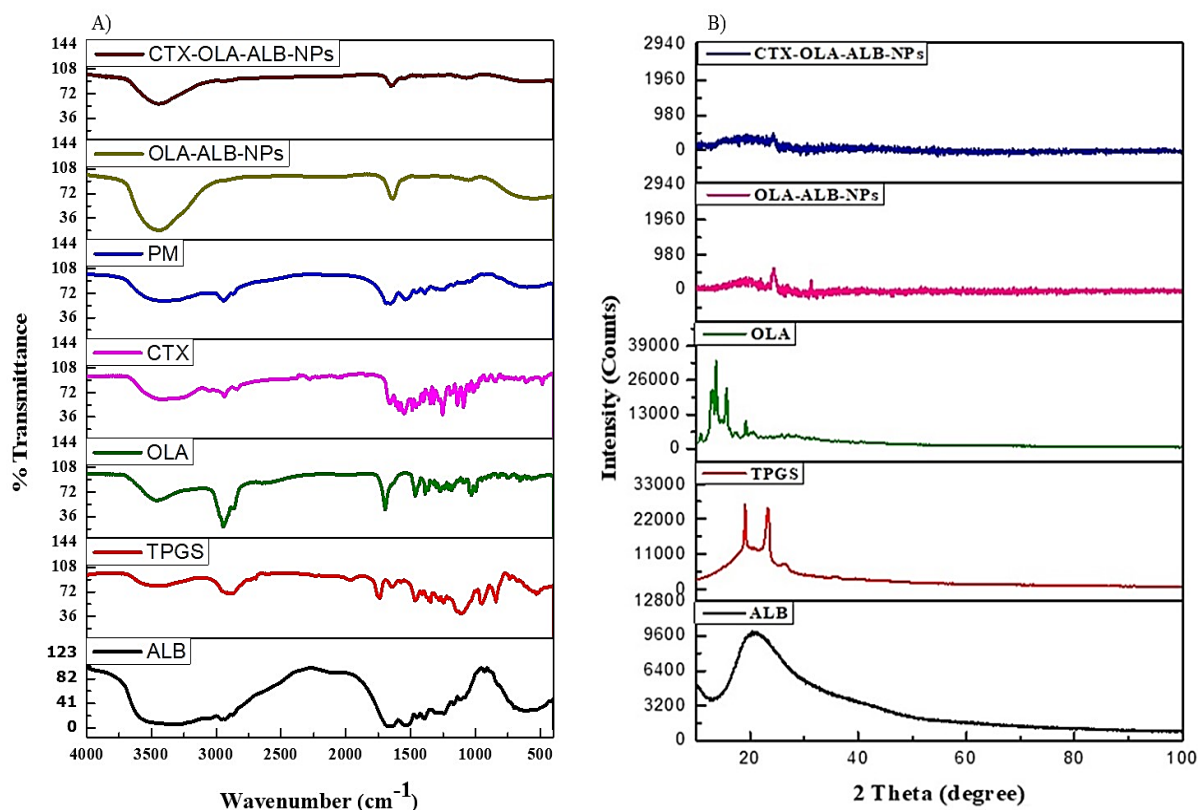 A)
144
108
72
36
CTX-OLA-ALB-NPs
144
108
72
36
OLA-ALB-NPs
144
108
72
36
PM
144
108
72
36
CTX
144
108
72
36
OLA
144
108
72
36
TPGS
123
82
41
0
ALB
% Transmittance
4000 3500 3000 2500 2000 1500 1000 500
Wavenumber (cm-1)
B)
2940
1960
980
0
CTX-OLA-ALB-NPs
2940
1960
980
0
OLA-ALB-NPs
39000
26000
13000
0
OLA
33000
22000
11000
0
TPGS
12800
9600
6400
3200
0
ALB
Intensity (Counts)
20 40 60 80 100
2 Theta (degree)